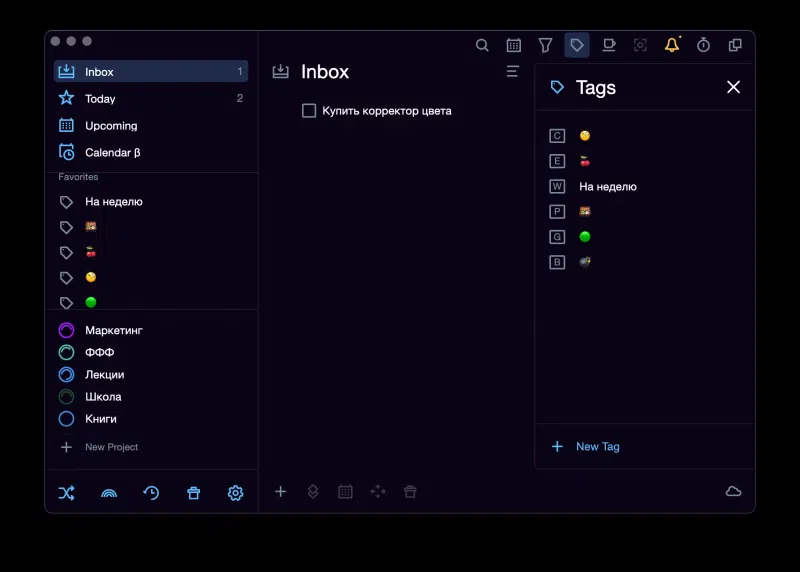 Inbox 1
Today 2
Upcoming
Calendar β
Favorites
На неделю
Маркетинг
ФФФ
Лекции
Школа
Книги
New Project
Inbox
Купить корректор цвета
Tags
C
E
W На неделю
P
G
B
New Tag